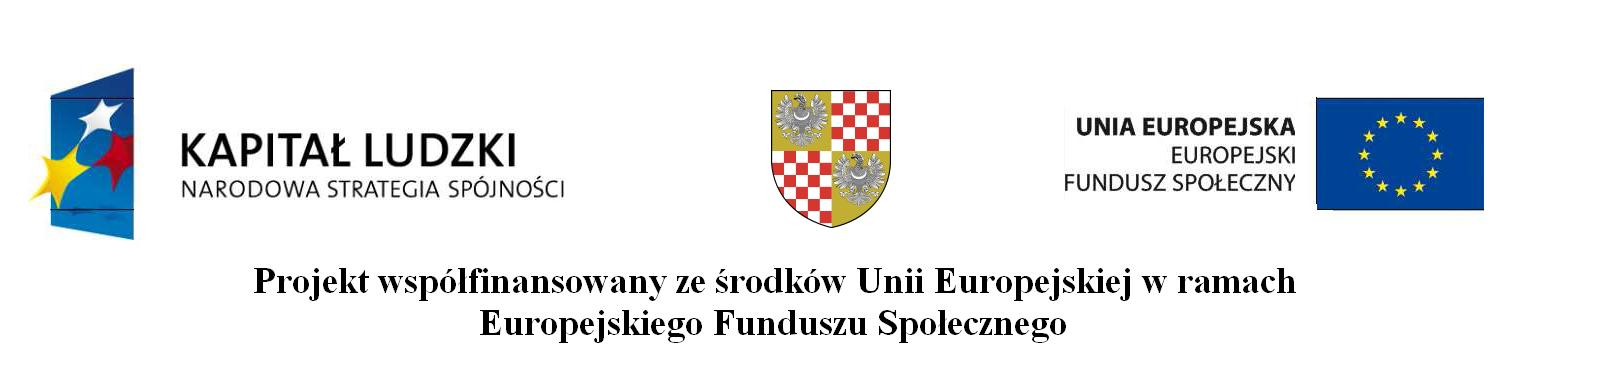 KAPITAŁ LUDZKI
NARODOWA STRATEGIA SPÓJNOŚCI
UNIA EUROPEJSKA
EUROPEJSKI
FUNDUSZ SPOŁECZNY
Projekt współfinansowany ze środków Unii Europejskiej w ramach
Europejskiego Funduszu Społecznego